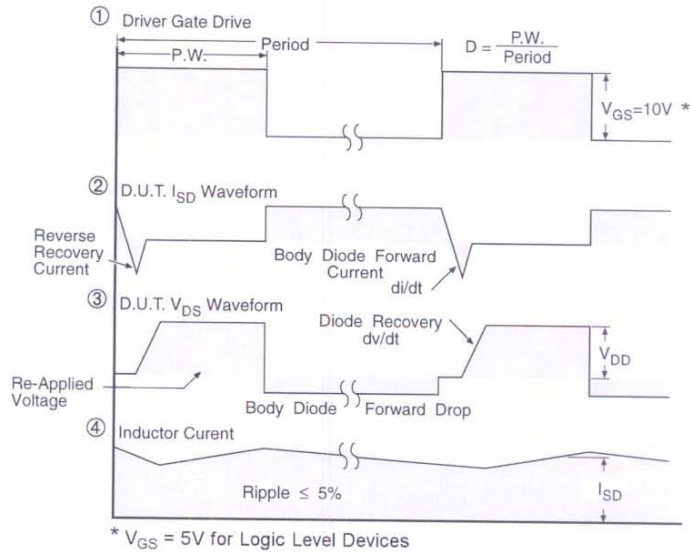 ① Driver Gate Drive
P.W.
Period
D = P.W. / Period
V_GS=10V *
② D.U.T. I_SD Waveform
Reverse
Recovery
Current
Body Diode Forward
Current
di/dt
③ D.U.T. V_DS Waveform
Diode Recovery
dv/dt
Re-Applied
Voltage
V_DD
Body Diode Forward Drop
④ Inductor Curent
Ripple ≤ 5%
I_SD
* V_GS = 5V for Logic Level Devices